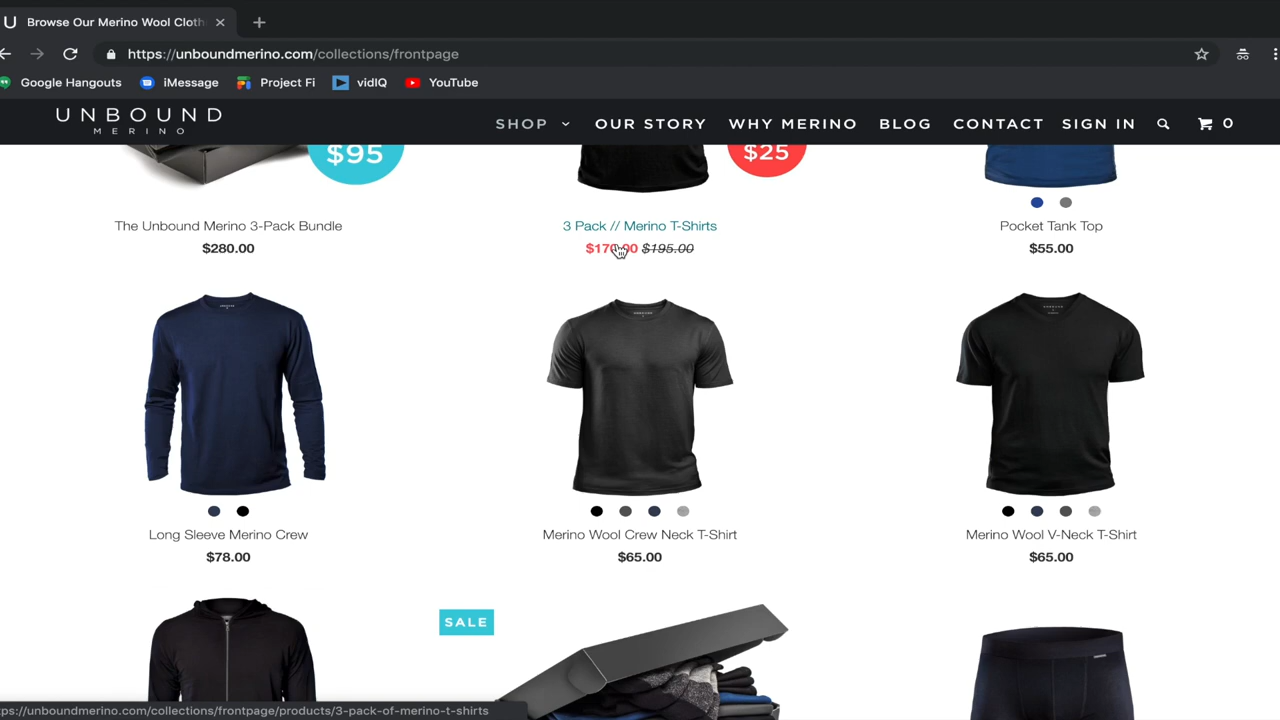 U Browse Our Merino Wool Cloth
https://unboundmerino.com/collections/frontpage
Google Hangouts iMessage Project Fi vidIQ YouTube
UNBOUND
MERINO
SHOP OUR STORY WHY MERINO BLOG CONTACT SIGN IN 0
$95
$25
The Unbound Merino 3-Pack Bundle
$280.00
3 Pack // Merino T-Shirts
$195.00
Pocket Tank Top
$55.00
Long Sleeve Merino Crew
$78.00
Merino Wool Crew Neck T-Shirt
$65.00
Merino Wool V-Neck T-Shirt
$65.00
SALE
ps://unboundmerino.com/collections/frontpage/products/3-pack-of-merino-t-shirts